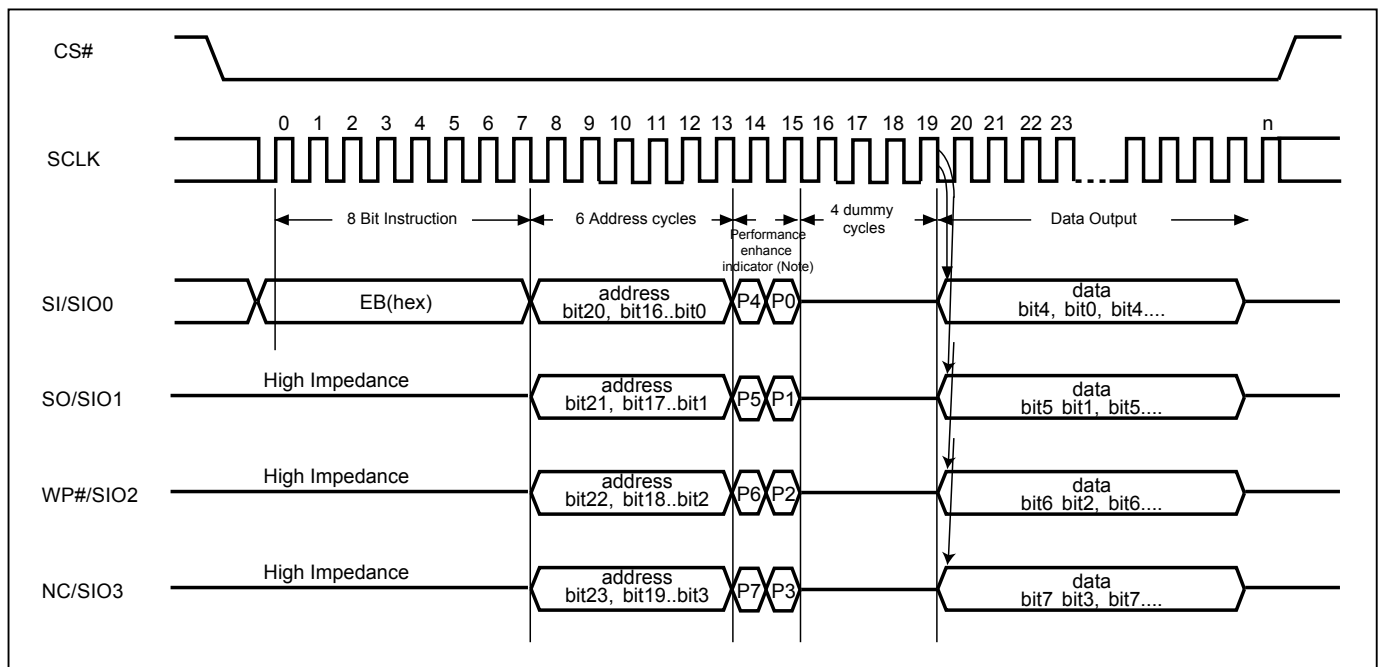 CS#
0 1 2 3 4 5 6 7 8 9 10 11 12 13 14 15 16 17 18 19 20 21 22 23 n
SCLK
8 Bit Instruction
6 Address cycles
Performance
enhance
indicator (Note)
4 dummy
cycles
Data Output
SI/SIO0
EB(hex)
address
bit20, bit16..bit0
P4 P0
data
bit4, bit0, bit4....
SO/SIO1
High Impedance
address
bit21, bit17..bit1
P5 P1
data
bit5 bit1, bit5....
WP#/SIO2
High Impedance
address
bit22, bit18..bit2
P6 P2
data
bit6 bit2, bit6....
NC/SIO3
High Impedance
address
bit23, bit19..bit3
P7 P3
data
bit7 bit3, bit7....